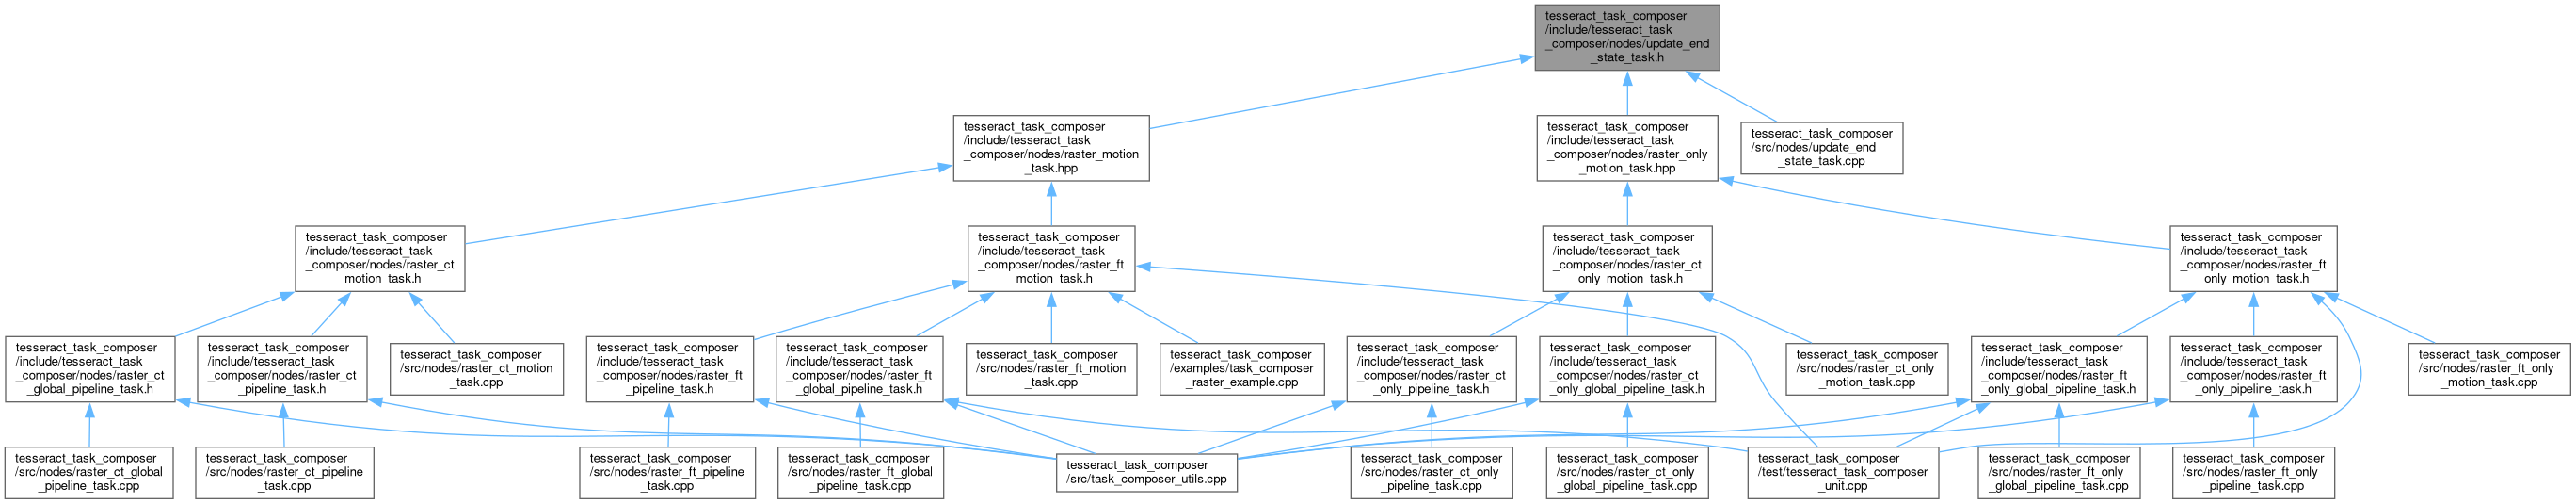 tesseract_task_composer
/include/tesseract_task
_composer/nodes/update_end
_state_task.h
tesseract_task_composer
/include/tesseract_task
_composer/nodes/raster_motion
_task.hpp
tesseract_task_composer
/include/tesseract_task
_composer/nodes/raster_only
_motion_task.hpp
tesseract_task_composer
/src/nodes/update_end
_state_task.cpp
tesseract_task_composer
/include/tesseract_task
_composer/nodes/raster_ct
_motion_task.h
tesseract_task_composer
/include/tesseract_task
_composer/nodes/raster_ft
_motion_task.h
tesseract_task_composer
/include/tesseract_task
_composer/nodes/raster_ct
_only_motion_task.h
tesseract_task_composer
/include/tesseract_task
_composer/nodes/raster_ft
_only_motion_task.h
tesseract_task_composer
/include/tesseract_task
_composer/nodes/raster_ct
_global_pipeline_task.h
tesseract_task_composer
/include/tesseract_task
_composer/nodes/raster_ct
_pipeline_task.h
tesseract_task_composer
/src/nodes/raster_ct_motion
_task.cpp
tesseract_task_composer
/include/tesseract_task
_composer/nodes/raster_ft
_pipeline_task.h
tesseract_task_composer
/include/tesseract_task
_composer/nodes/raster_ft
_global_pipeline_task.h
tesseract_task_composer
/src/nodes/raster_ft_motion
_task.cpp
tesseract_task_composer
/examples/task_composer
_raster_example.cpp
tesseract_task_composer
/include/tesseract_task
_composer/nodes/raster_ct
_only_pipeline_task.h
tesseract_task_composer
/include/tesseract_task
_composer/nodes/raster_ct
_only_global_pipeline_task.h
tesseract_task_composer
/src/nodes/raster_ct_only
_motion_task.cpp
tesseract_task_composer
/include/tesseract_task
_composer/nodes/raster_ft
_only_global_pipeline_task.h
tesseract_task_composer
/include/tesseract_task
_composer/nodes/raster_ft
_only_pipeline_task.h
tesseract_task_composer
/src/nodes/raster_ft_only
_motion_task.cpp
tesseract_task_composer
/src/nodes/raster_ct_global
_pipeline_task.cpp
tesseract_task_composer
/src/nodes/raster_ct_pipeline
_task.cpp
tesseract_task_composer
/src/nodes/raster_ft_pipeline
_task.cpp
tesseract_task_composer
/src/nodes/raster_ft_global
_pipeline_task.cpp
tesseract_task_composer
/src/task_composer_utils.cpp
tesseract_task_composer
/src/nodes/raster_ct_only
_pipeline_task.cpp
tesseract_task_composer
/src/nodes/raster_ct_only
_global_pipeline_task.cpp
tesseract_task_composer
/test/tesseract_task_composer
_unit.cpp
tesseract_task_composer
/src/nodes/raster_ft_only
_global_pipeline_task.cpp
tesseract_task_composer
/src/nodes/raster_ft_only
_pipeline_task.cpp